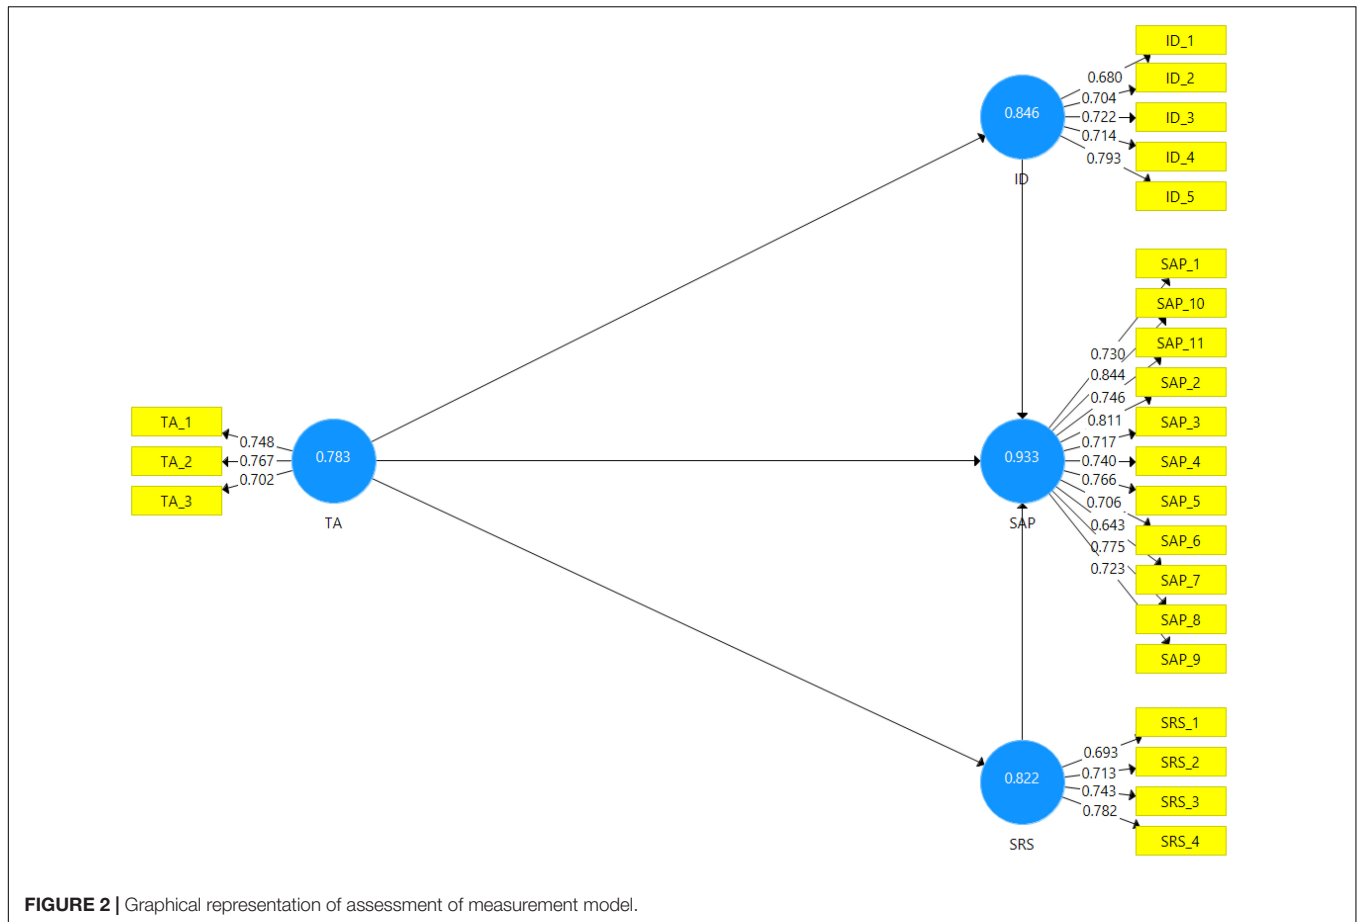 ID_1
0.680
ID_2
0.704
0.846
0.722
ID_3
0.714
ID_4
0.793
ID
ID_5
SAP_1
SAP_10
SAP_11
0.730
0.844
SAP_2
0.746
0.811
SAP_3
TA_1
0.748
0.717
TA_2
0.767
0.783
0.933
0.740
SAP_4
0.702
0.766
TA_3
SAP_5
0.706
TA
SAP
0.643
SAP_6
0.775
0.723
SAP_7
SAP_8
SAP_9
SRS_1
0.693
SRS_2
0.713
0.822
0.743
SRS_3
0.782
SRS
SRS_4
FIGURE 2 | Graphical representation of assessment of measurement model.